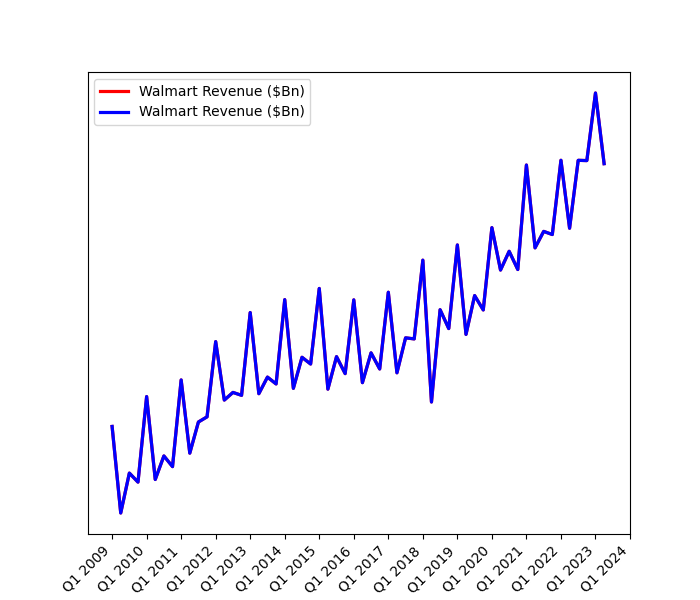 Walmart Revenue ($Bn)
Walmart Revenue ($Bn)
Q1 2009
Q1 2010
Q1 2011
Q1 2012
Q1 2013
Q1 2014
Q1 2015
Q1 2016
Q1 2017
Q1 2018
Q1 2019
Q1 2020
Q1 2021
Q1 2022
Q1 2023
Q1 2024